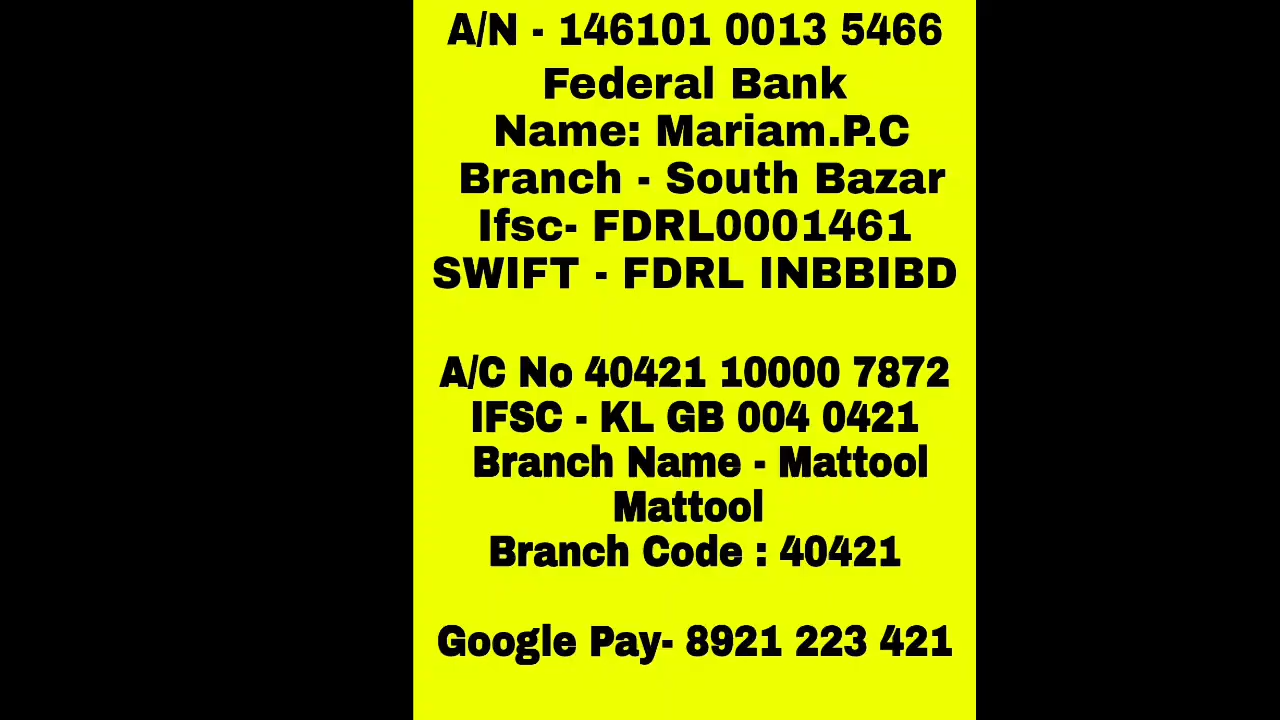 A/N - 146101 0013 5466
Federal Bank
Name: Mariam.P.C
Branch - South Bazar
Ifsc- FDRL0001461
SWIFT - FDRL INBBIBD
A/C No 40421 10000 7872
IFSC - KL GB 004 0421
Branch Name - Mattool
Mattool
Branch Code : 40421
Google Pay- 8921 223 421